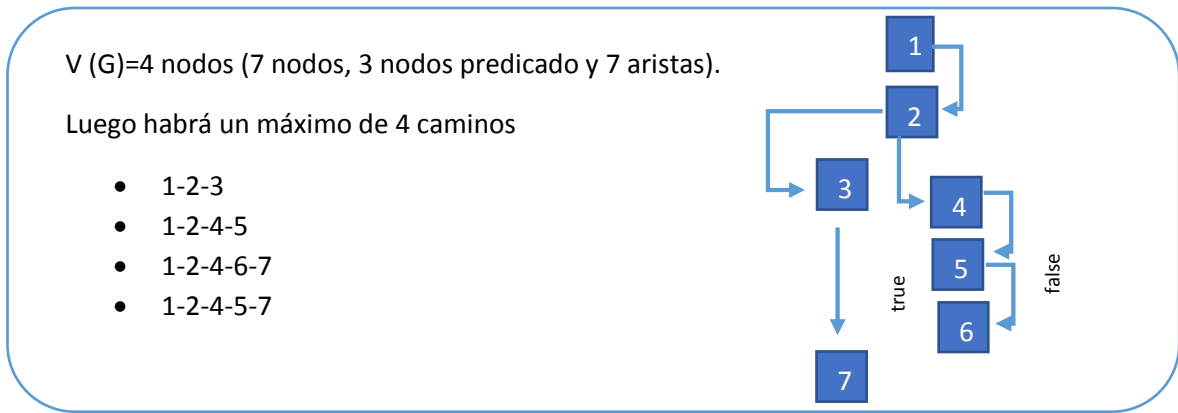 V (G)=4 nodos (7 nodos, 3 nodos predicado y 7 aristas).
Luego habrá un máximo de 4 caminos
• 1-2-3
• 1-2-4-5
• 1-2-4-6-7
• 1-2-4-5-7
1
2
3
4
5
6
7
true
false